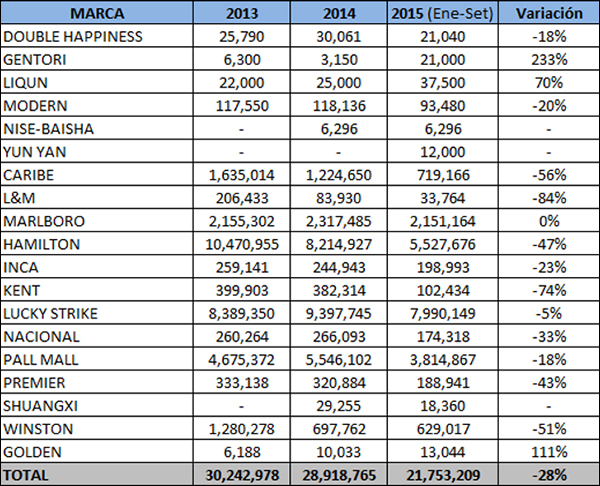 MARCA 2013 2014 2015 (Ene-Set) Variación
DOUBLE HAPPINESS 25,790 30,061 21,040 -18%
GENTORI 6,300 3,150 21,000 233%
LIQUN 22,000 25,000 37,500 70%
MODERN 117,550 118,136 93,480 -20%
NISE-BAISHA - 6,296 6,296 -
YUN YAN - - 12,000 -
CARIBE 1,635,014 1,224,650 719,166 -56%
L&M 206,433 83,930 33,764 -84%
MARLBORO 2,155,302 2,317,485 2,151,164 0%
HAMILTON 10,470,955 8,214,927 5,527,676 -47%
INCA 259,141 244,943 198,993 -23%
KENT 399,903 382,314 102,434 -74%
LUCKY STRIKE 8,389,350 9,397,745 7,990,149 -5%
NACIONAL 260,264 266,093 174,318 -33%
PALL MALL 4,675,372 5,546,102 3,814,867 -18%
PREMIER 333,138 320,884 188,941 -43%
SHUANGXI - 29,255 18,360 -
WINSTON 1,280,278 697,762 629,017 -51%
GOLDEN 6,188 10,033 13,044 111%
TOTAL 30,242,978 28,918,765 21,753,209 -28%